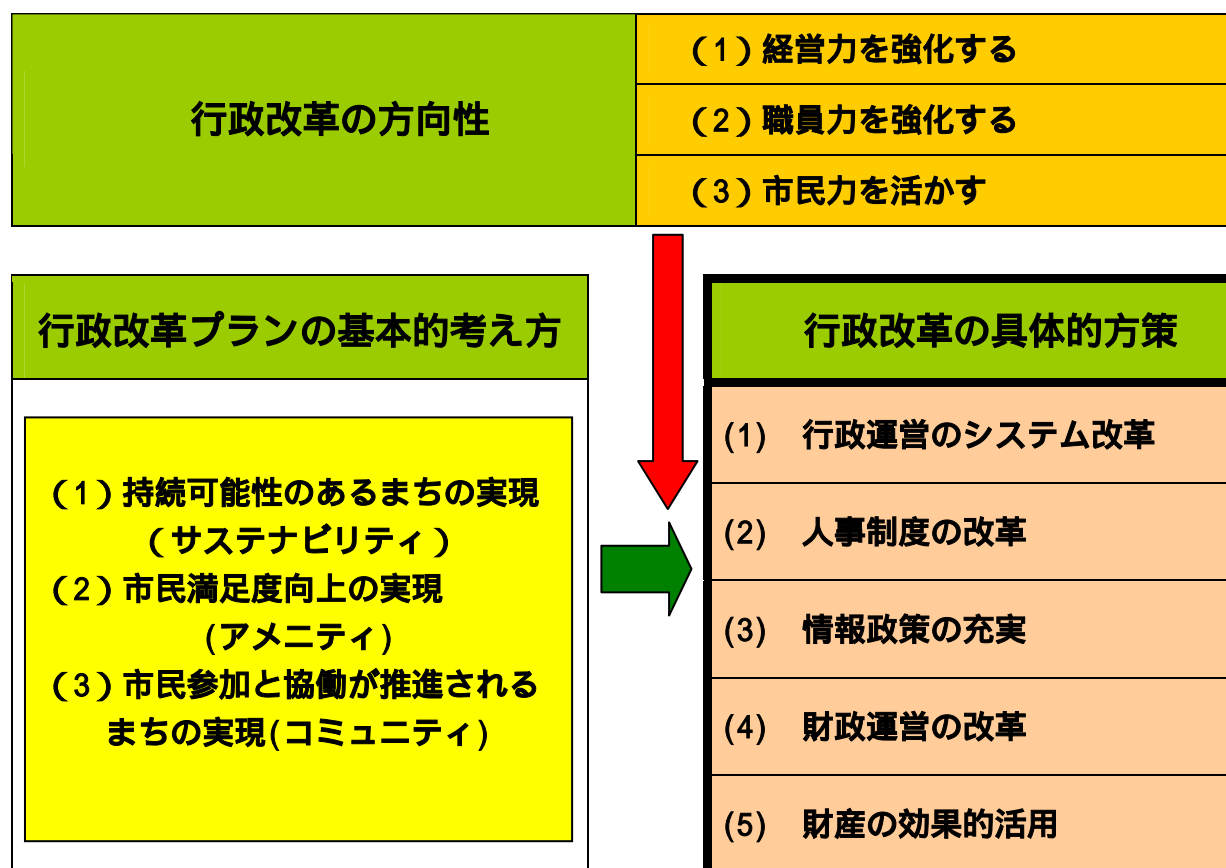 行政改革の方向性
（1）経営力を強化する
（2）職員力を強化する
（3）市民力を活かす
行政改革プランの基本的考え方
（1）持続可能性のあるまちの実現
（サステナビリティ）
（2）市民満足度向上の実現
(アメニティ)
（3）市民参加と協働が推進される
まちの実現(コミュニティ)
行政改革の具体的方策
(1) 行政運営のシステム改革
(2) 人事制度の改革
(3) 情報政策の充実
(4) 財政運営の改革
(5) 財産の効果的活用